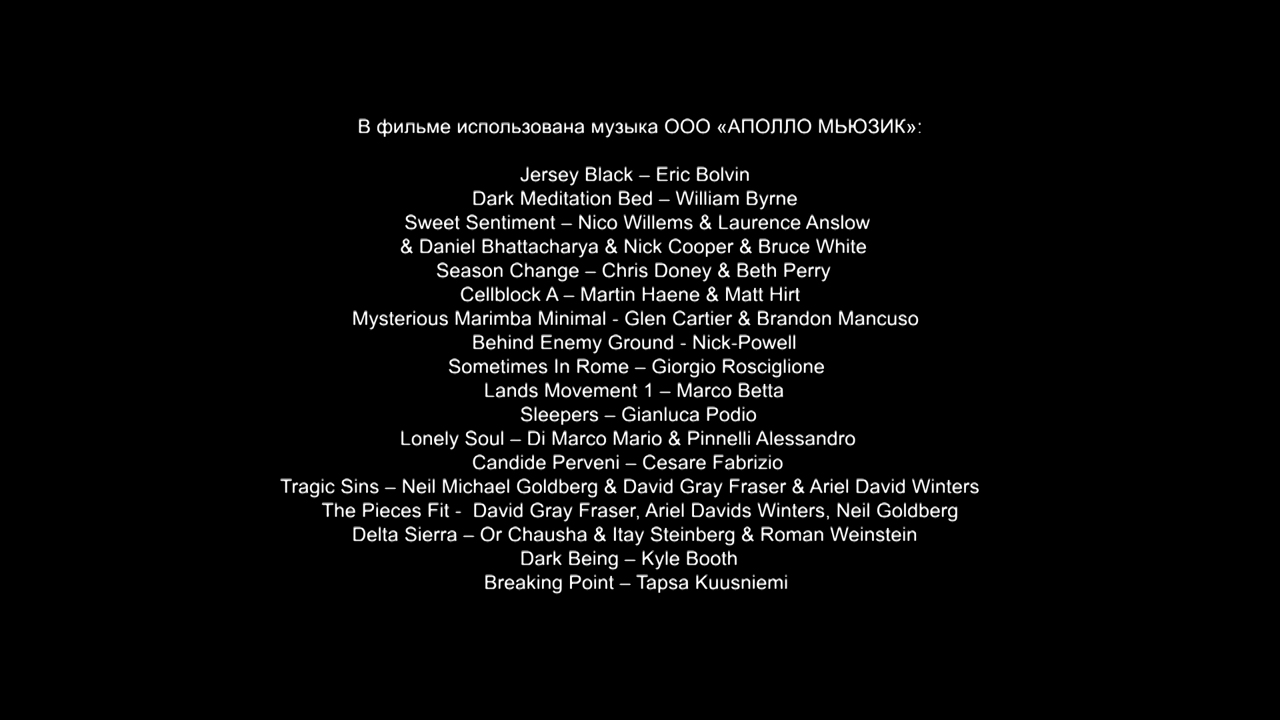 В фильме использована музыка ООО «АПОЛЛО МЬЮЗИК»:
Jersey Black – Eric Bolvin
Dark Meditation Bed – William Byrne
Sweet Sentiment – Nico Willems & Laurence Anslow
& Daniel Bhattacharya & Nick Cooper & Bruce White
Season Change – Chris Doney & Beth Perry
Cellblock A – Martin Haene & Matt Hirt
Mysterious Marimba Minimal - Glen Cartier & Brandon Mancuso
Behind Enemy Ground - Nick-Powell
Sometimes In Rome – Giorgio Rosciglione
Lands Movement 1 – Marco Betta
Sleepers – Gianluca Podio
Lonely Soul – Di Marco Mario & Pinnelli Alessandro
Candide Perveni – Cesare Fabrizio
Tragic Sins – Neil Michael Goldberg & David Gray Fraser & Ariel David Winters
The Pieces Fit -  David Gray Fraser, Ariel Davids Winters, Neil Goldberg
Delta Sierra – Or Chausha & Itay Steinberg & Roman Weinstein
Dark Being – Kyle Booth
Breaking Point – Tapsa Kuusniemi